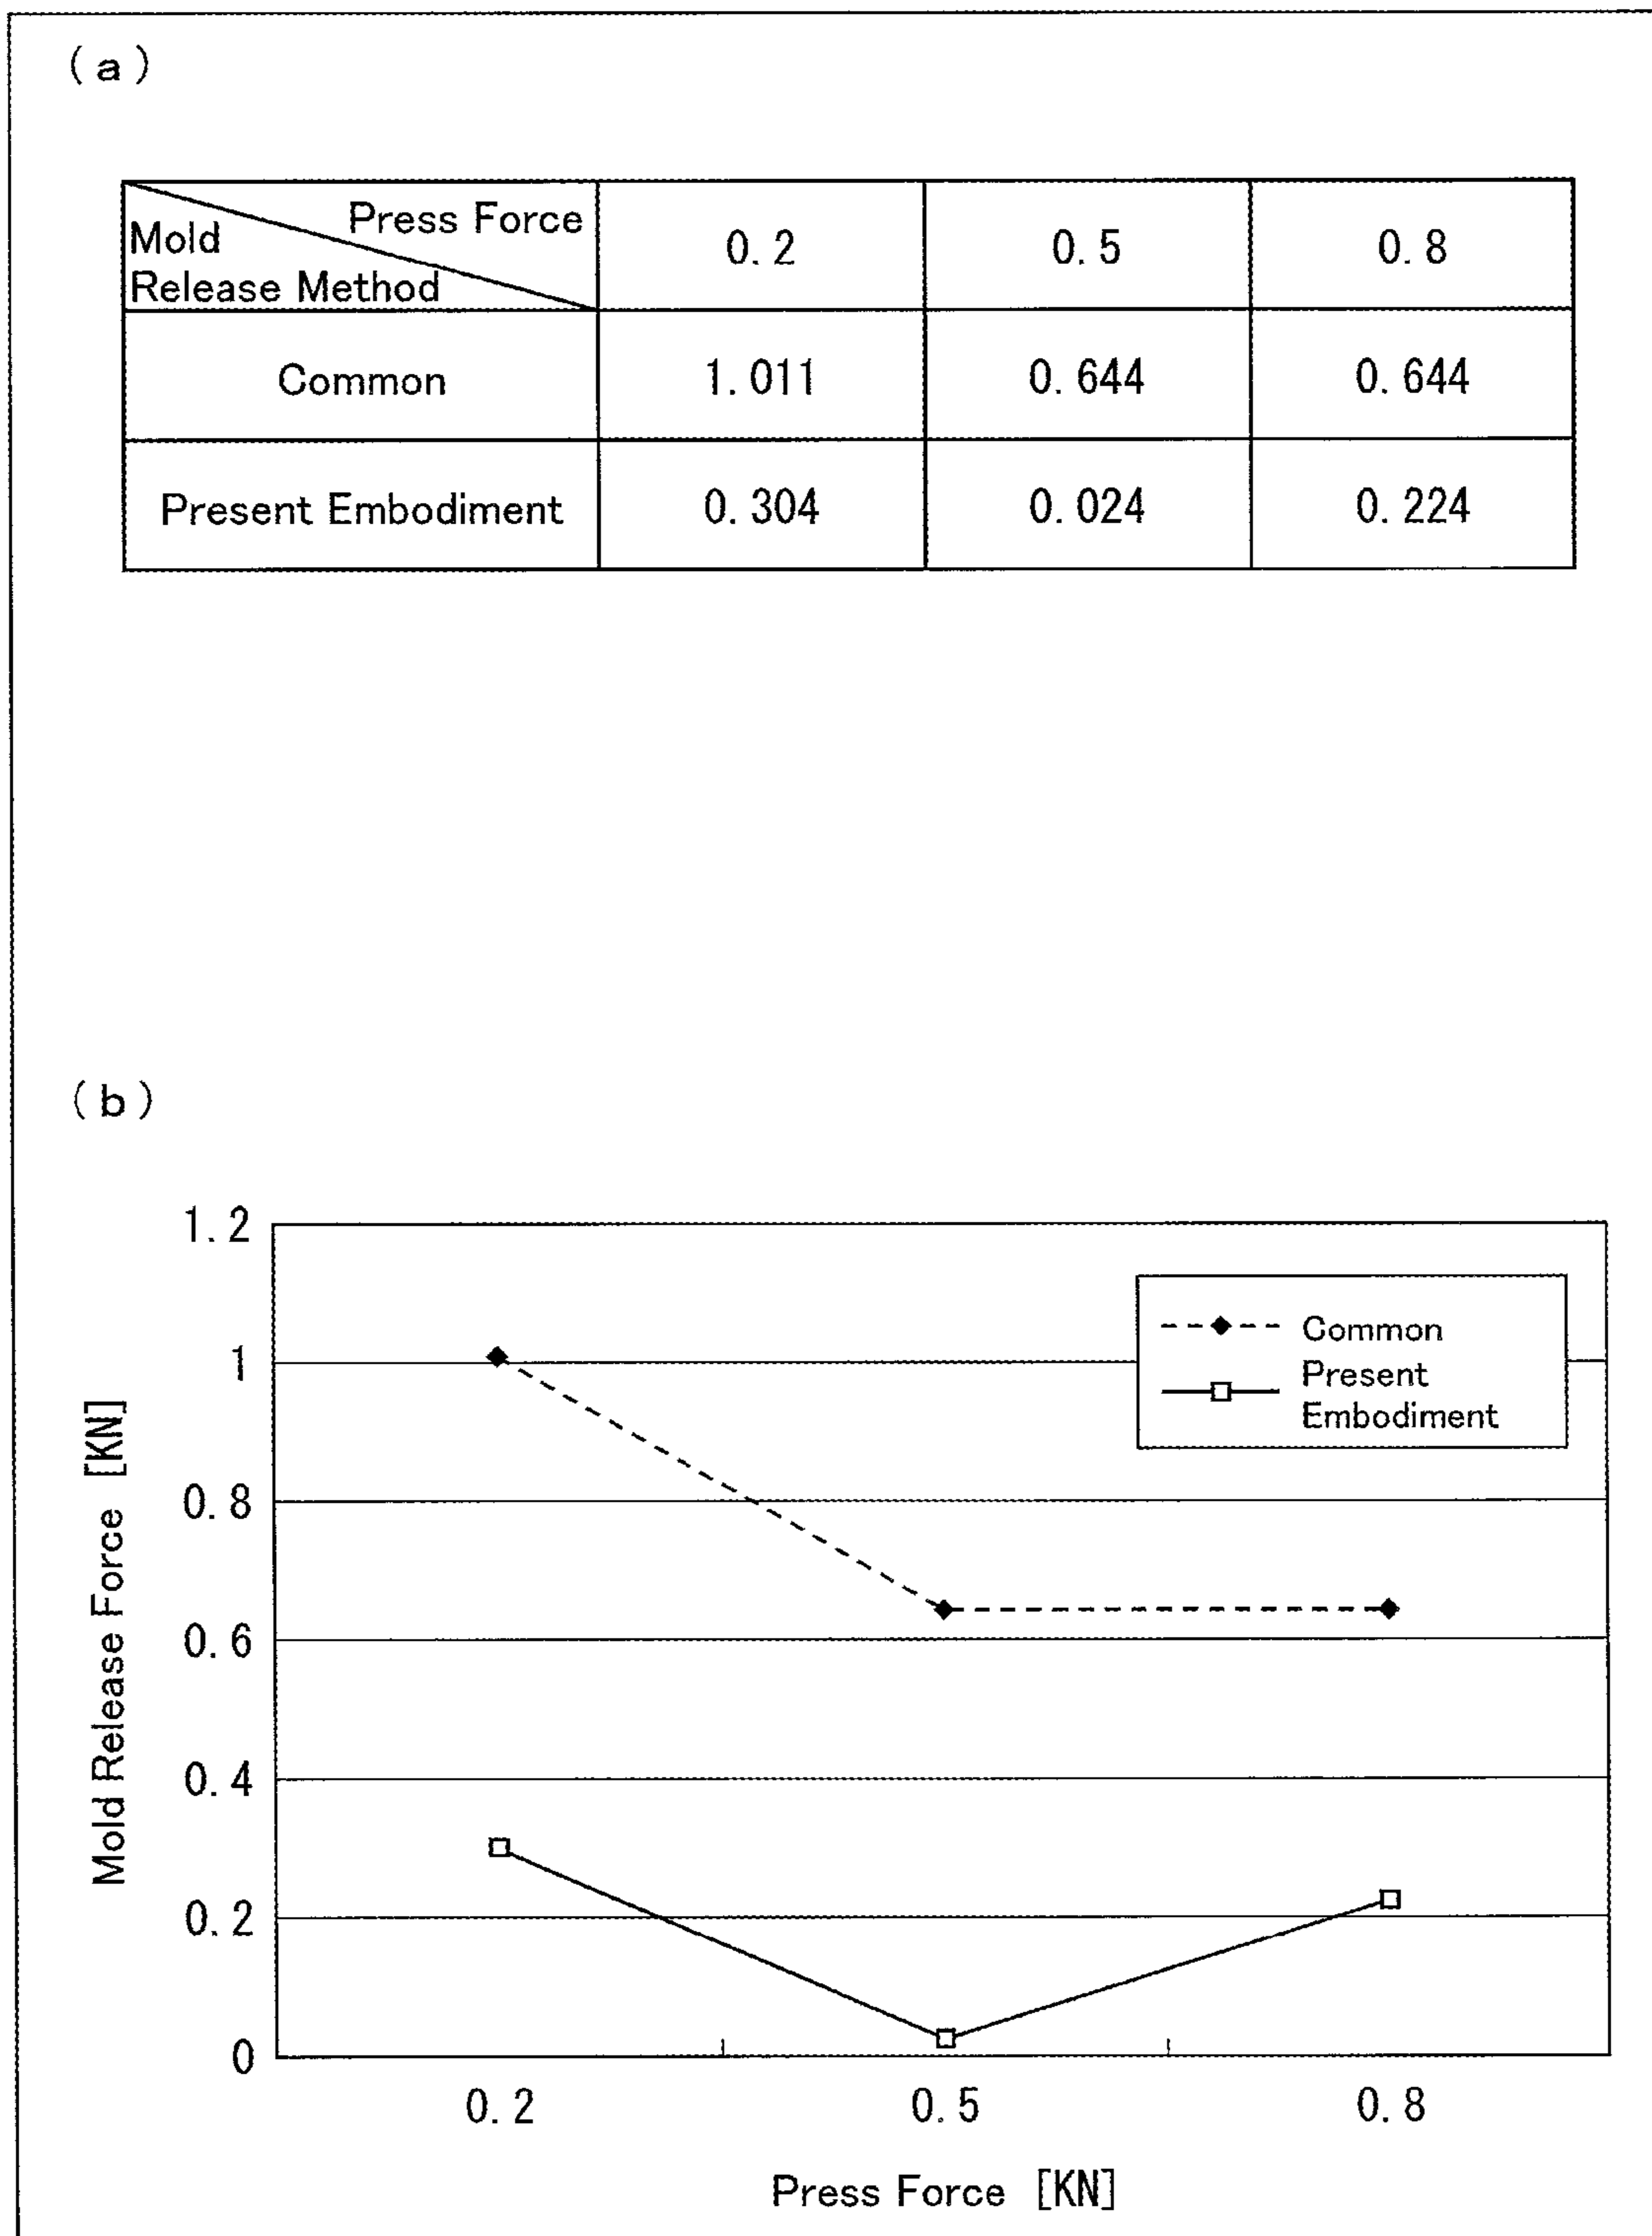 (a)
Press Force
Mold
Release Method
0.2 0.5 0.8
Common 1.011 0.644 0.644
Present Embodiment 0.304 0.024 0.224
(b)
1.2
1
0.8
0.6
0.4
0.2
0
Mold Release Force [KN]
Common
Present
Embodiment
0.2 0.5 0.8
Press Force [KN]